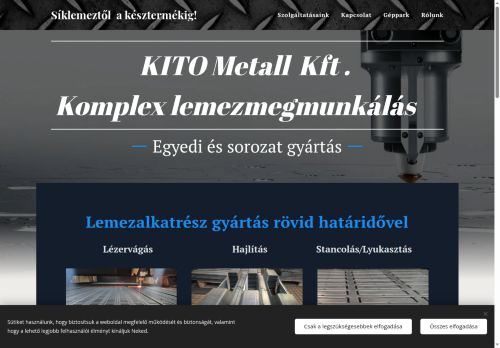 Síklemeztől a késztermékig!
Szolgáltatásaink Kapcsolat Géppark Rólunk
KITO Metall Kft .
Komplex lemezmegmunkálás
Egyedi és sorozat gyártás
Lemezalkatrész gyártás rövid határidővel
Lézervágás Hajlítás Stancolás/Lyukasztás
Sütiket használunk, hogy biztosítsuk a weboldal megfelelő működését és biztonságát, valamint
hogy a lehető legjobb felhasználói élményt kínáljuk Neked.
Csak a legszükségesebbek elfogadása
Összes elfogadása